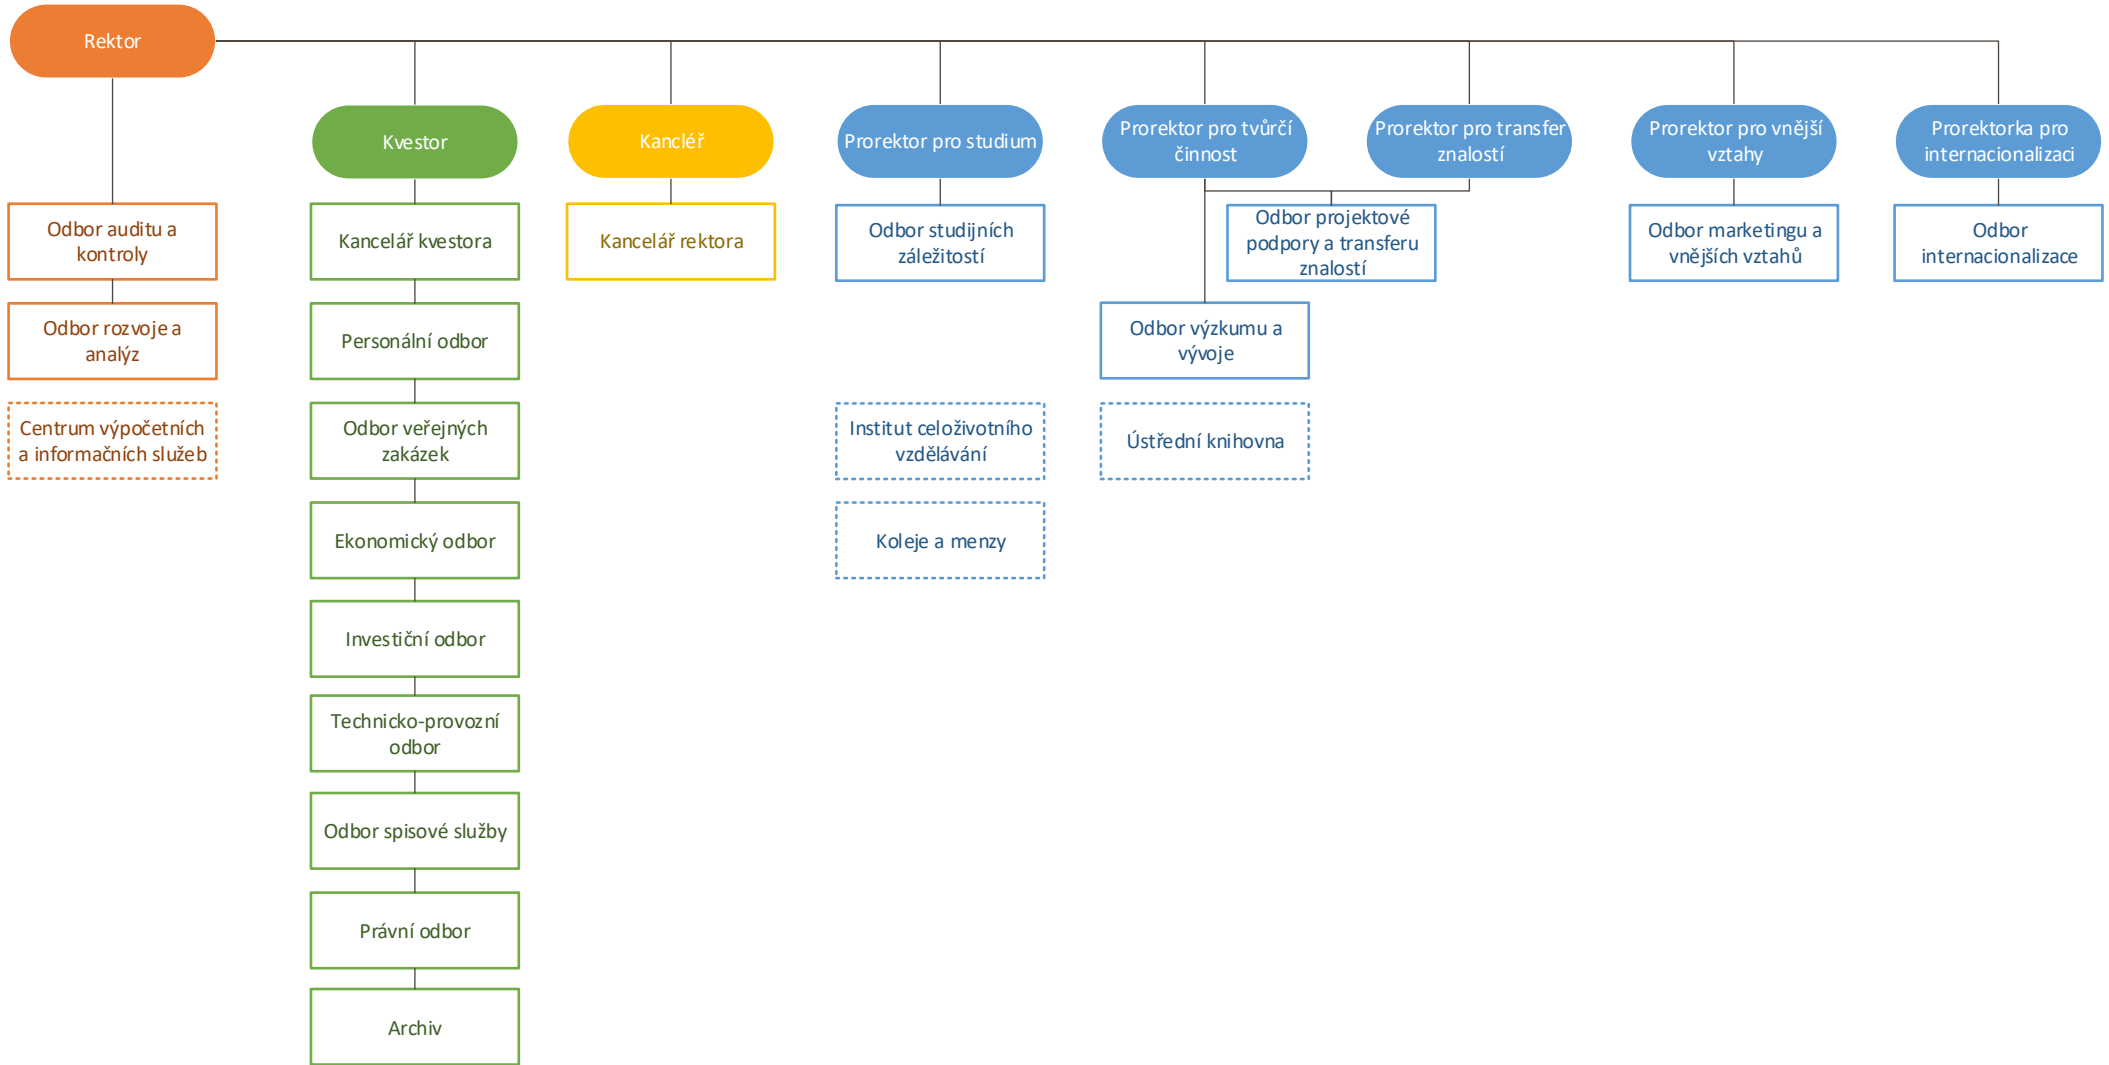 Rektor
Kvestor
Kancléř
Prorektor pro studium
Prorektor pro tvůrčí
činnost
Prorektor pro transfer
znalostí
Prorektor pro vnější
vztahy
Prorektorka pro
internacionalizaci
Odbor auditu a
kontroly
Kancelář kvestora
Kancelář rektora
Odbor studijních
záležitostí
Odbor projektové
podpory a transferu
znalostí
Odbor marketingu a
vnějších vztahů
Odbor
internacionalizace
Odbor rozvoje a
analýz
Personální odbor
Odbor výzkumu a
vývoje
Centrum výpočetních
a informačních služeb
Odbor veřejných
zakázek
Institut celoživotního
vzdělávání
Ústřední knihovna
Ekonomický odbor
Koleje a menzy
Investiční odbor
Technicko-provozní
odbor
Odbor spisové služby
Právní odbor
Archiv